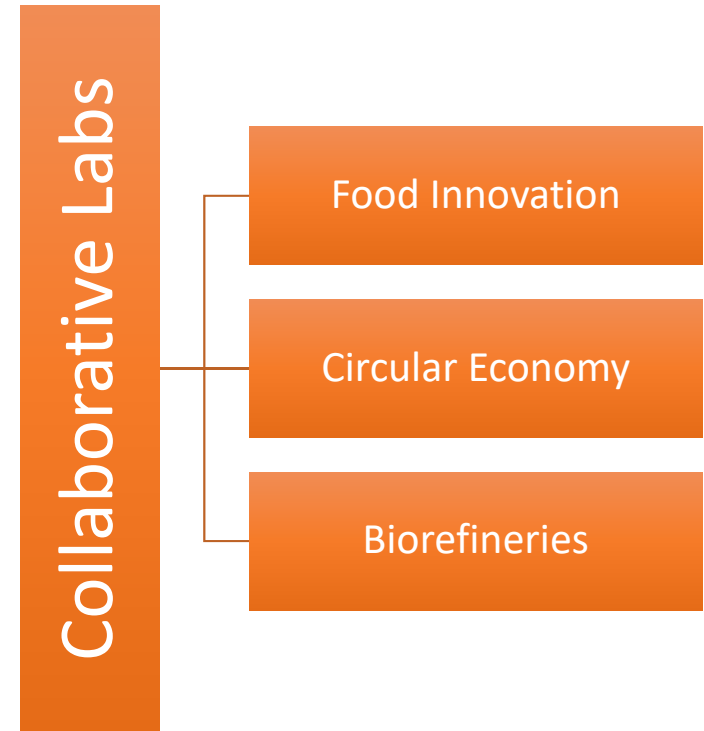 Collaborative Labs
Food Innovation
Circular Economy
Biorefineries